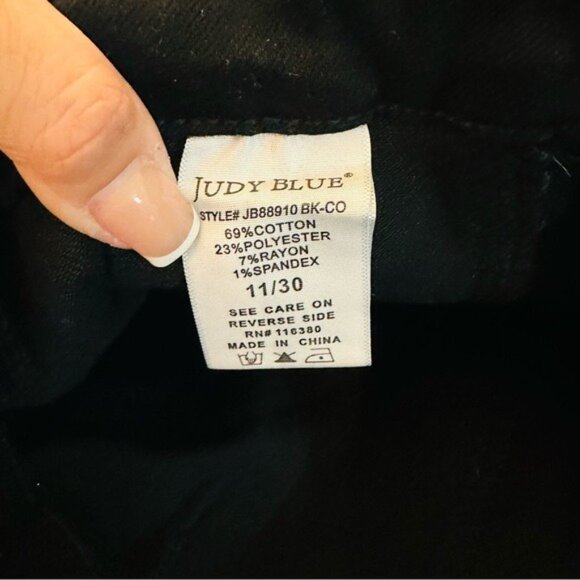 JUDY BLUE®
STYLE# JB88910 BK-CO
69%COTTON
23%POLYESTER
7%RAYON
1%SPANDEX
11/30
SEE CARE ON
REVERSE SIDE
RN# 116380
MADE IN CHINA